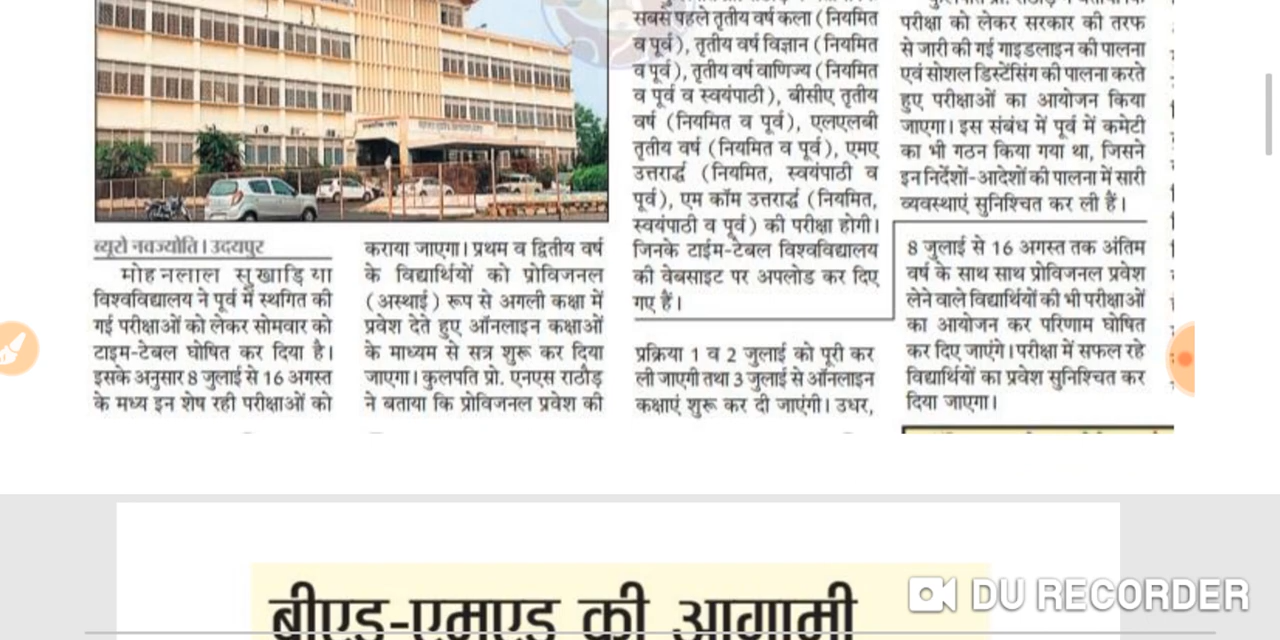 ब्यूरो नवज्योति। उदयपुर
मोहनलाल सुखाड़िया
विश्वविद्यालय ने पूर्व में स्थगित की
गई परीक्षाओं को लेकर सोमवार को
टाइम-टेबल घोषित कर दिया है।
इसके अनुसार 8 जुलाई से 16 अगस्त
के मध्य इन शेष रही परीक्षाओं को
कराया जाएगा। प्रथम व द्वितीय वर्ष
के विद्यार्थियों को प्रोविजनल
(अस्थाई) रूप से अगली कक्षा में
प्रवेश देते हुए ऑनलाइन कक्षाओं
के माध्यम से सत्र शुरू कर दिया
जाएगा। कुलपति प्रो. एनएस राठौड़
ने बताया कि प्रोविजनल प्रवेश की
सबसे पहले तृतीय वर्ष कला (नियमित
व पूर्व), तृतीय वर्ष विज्ञान (नियमित
व पूर्व), तृतीय वर्ष वाणिज्य (नियमित
व पूर्व व स्वयंपाठी), बीसीए तृतीय
वर्ष (नियमित व पूर्व), एलएलबी
तृतीय वर्ष (नियमित व पूर्व), एमए
उत्तरार्द्ध (नियमित, स्वयंपाठी व
पूर्व), एम कॉम उत्तरार्द्ध (नियमित,
स्वयंपाठी व पूर्व) की परीक्षा होगी।
जिनके टाईम-टेबल विश्वविद्यालय
की वेबसाइट पर अपलोड कर दिए
गए हैं।
प्रक्रिया 1 व 2 जुलाई को पूरी कर
ली जाएगी तथा 3 जुलाई से ऑनलाइन
कक्षाएं शुरू कर दी जाएंगी। उधर,
परीक्षा को लेकर सरकार की तरफ
से जारी की गई गाइडलाइन की पालना
एवं सोशल डिस्टेंसिंग की पालना करते
हुए परीक्षाओं का आयोजन किया
जाएगा। इस संबंध में पूर्व में कमेटी
का भी गठन किया गया था, जिसने
इन निर्देशों-आदेशों की पालना में सारी
व्यवस्थाएं सुनिश्चित कर ली हैं।
8 जुलाई से 16 अगस्त तक अंतिम
वर्ष के साथ साथ प्रोविजनल प्रवेश
लेने वाले विद्यार्थियों की भी परीक्षाओं
का आयोजन कर परिणाम घोषित
कर दिए जाएंगे। परीक्षा में सफल रहे
विद्यार्थियों का प्रवेश सुनिश्चित कर
दिया जाएगा।
बीएड-एमएड की आगामी
DU RECORDER